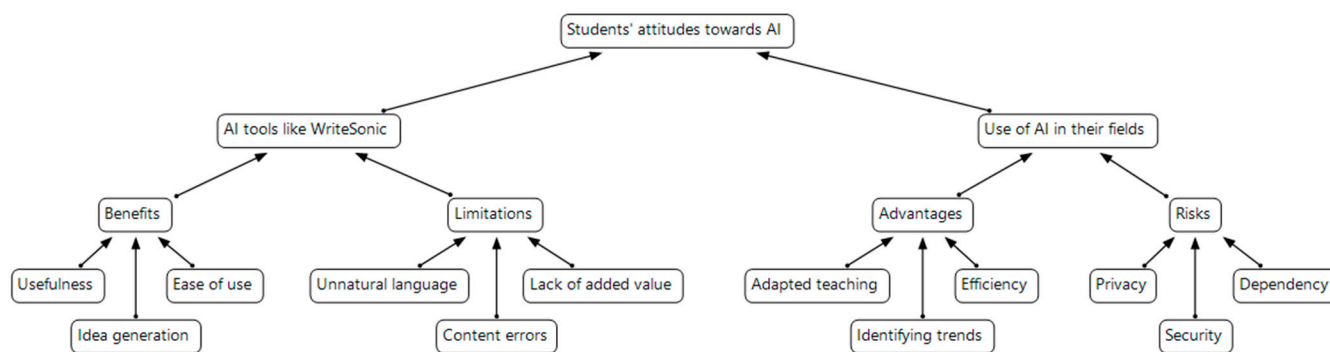 Students' attitudes towards AI
AI tools like WriteSonic
Use of AI in their fields
Benefits
Limitations
Advantages
Risks
Usefulness
Ease of use
Unnatural language
Lack of added value
Adapted teaching
Efficiency
Privacy
Dependency
Idea generation
Content errors
Identifying trends
Security